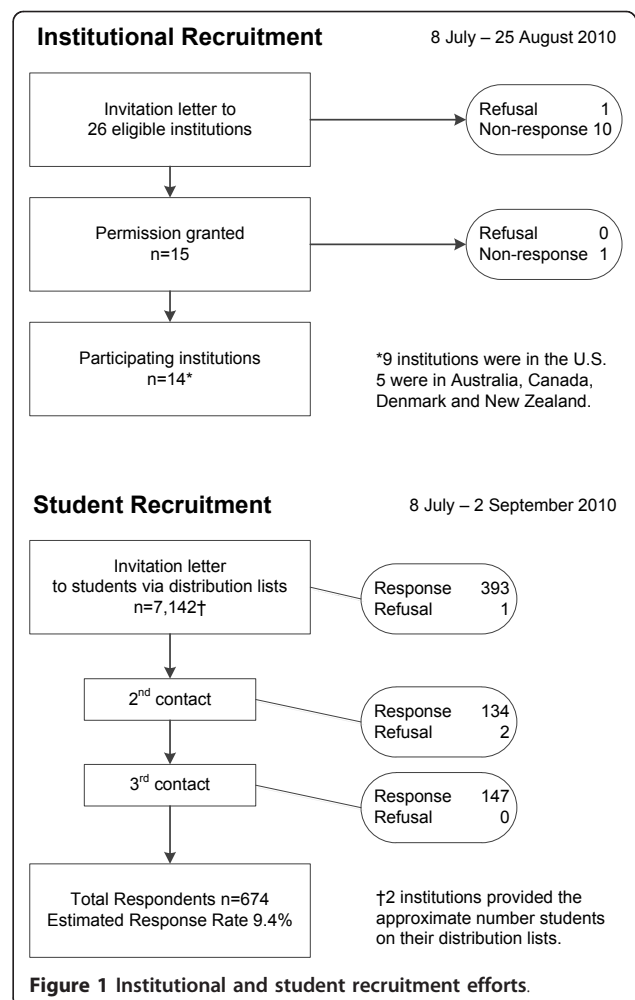 Institutional Recruitment 8 July – 25 August 2010
Invitation letter to
26 eligible institutions
Refusal 1
Non-response 10
Permission granted
n=15
Refusal 0
Non-response 1
Participating institutions
n=14*
*9 institutions were in the U.S.
5 were in Australia, Canada,
Denmark and New Zealand.
Student Recruitment 8 July – 2 September 2010
Invitation letter
to students via distribution lists
n=7,142†
Response 393
Refusal 1
2nd contact
Response 134
Refusal 2
3rd contact
Response 147
Refusal 0
Total Respondents n=674
Estimated Response Rate 9.4%
†2 institutions provided the
approximate number students
on their distribution lists.
Figure 1 Institutional and student recruitment efforts.